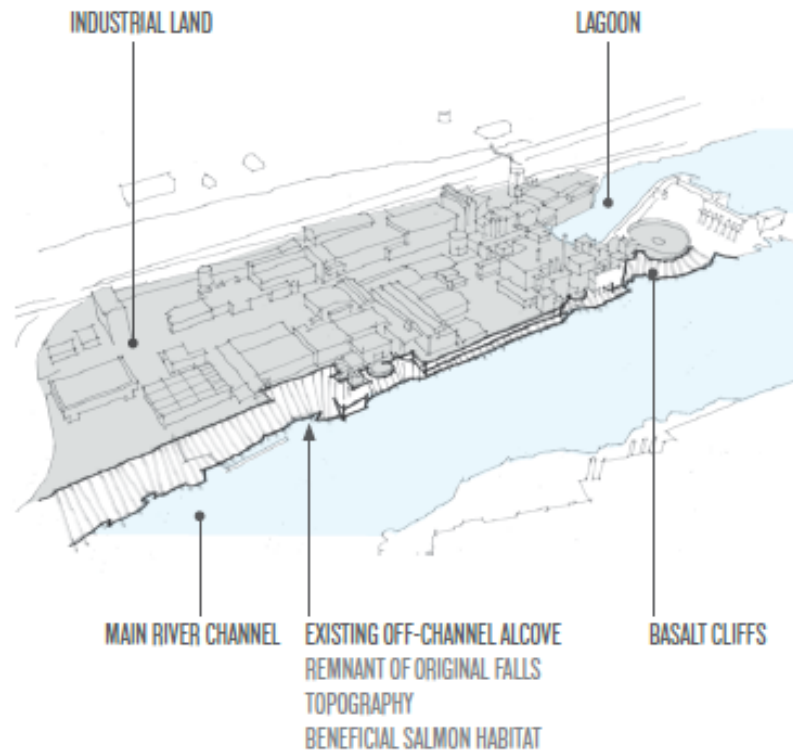 INDUSTRIAL LAND
LAGOON
MAIN RIVER CHANNEL
EXISTING OFF-CHANNEL ALCOVE
REMNANT OF ORIGINAL FALLS
TOPOGRAPHY
BENEFICIAL SALMON HABITAT
BASALT CLIFFS